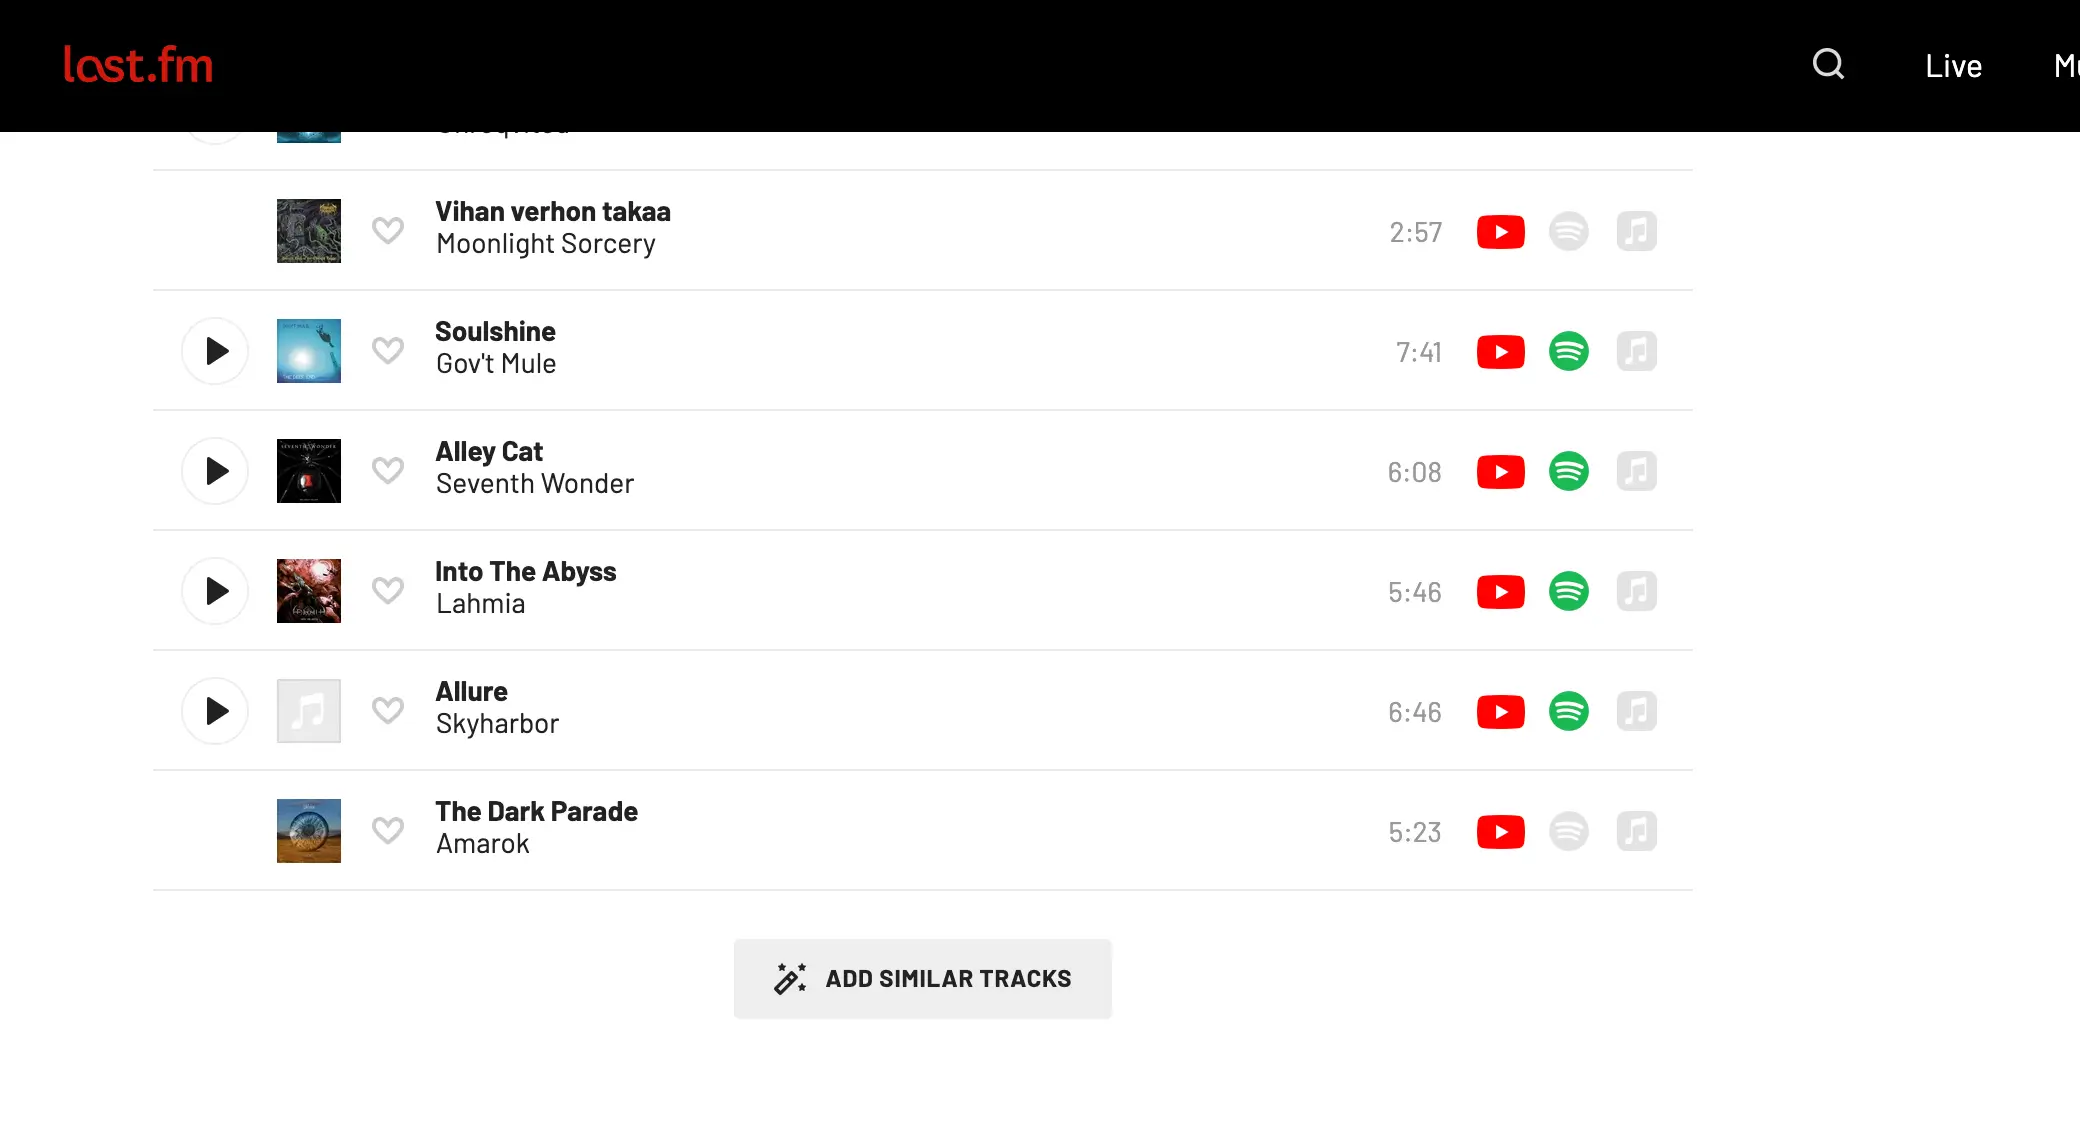 last.fm
Live
Vihan verhon takaa
Moonlight Sorcery
2:57
Soulshine
Gov't Mule
7:41
Alley Cat
Seventh Wonder
6:08
Into The Abyss
Lahmia
5:46
Allure
Skyharbor
6:46
The Dark Parade
Amarok
5:23
ADD SIMILAR TRACKS